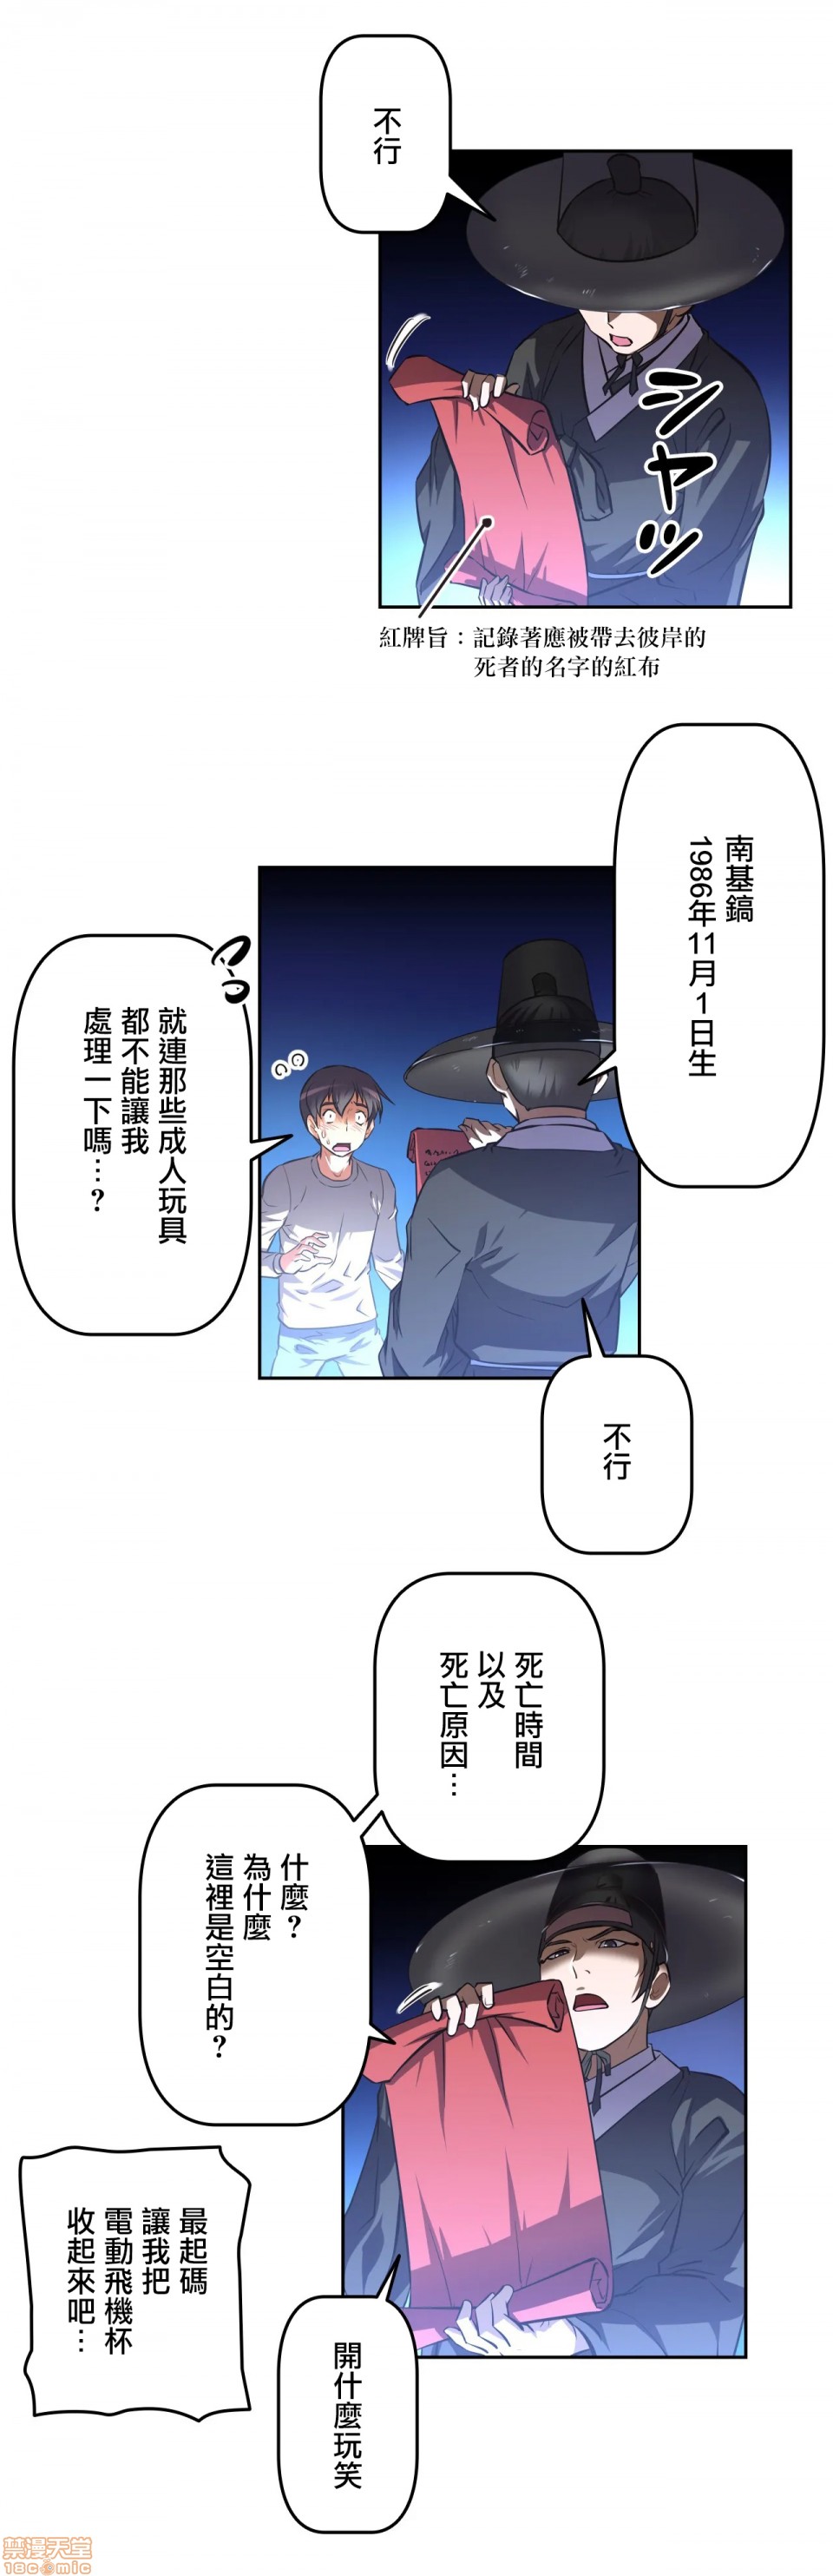 不行
シャッ
紅牌旨：記錄著應被帶去彼岸的
死者的名字的紅布
南基鎬
1986年11月1日生
就連那些成人玩具
都不能讓我
處理一下嗎…?
不行
死亡時間
以及
死亡原因…
什麼?
為什麼
這裡是空白的?
最起碼
讓我把
電動飛機杯
收起來吧…
開什麼玩笑
禁漫天堂
18comic